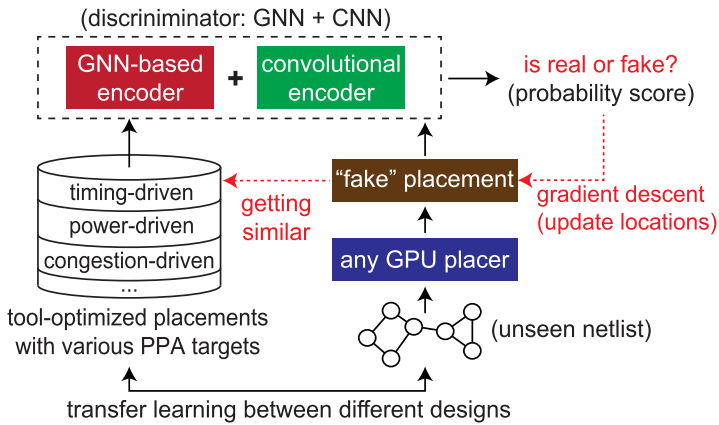 (discriniminator: GNN + CNN)
GNN-based
encoder
+
convolutional
encoder
is real or fake?
(probability score)
timing-driven
power-driven
congestion-driven
...
tool-optimized placements
with various PPA targets
getting
similar
“fake” placement
gradient descent
(update locations)
any GPU placer
(unseen netlist)
transfer learning between different designs